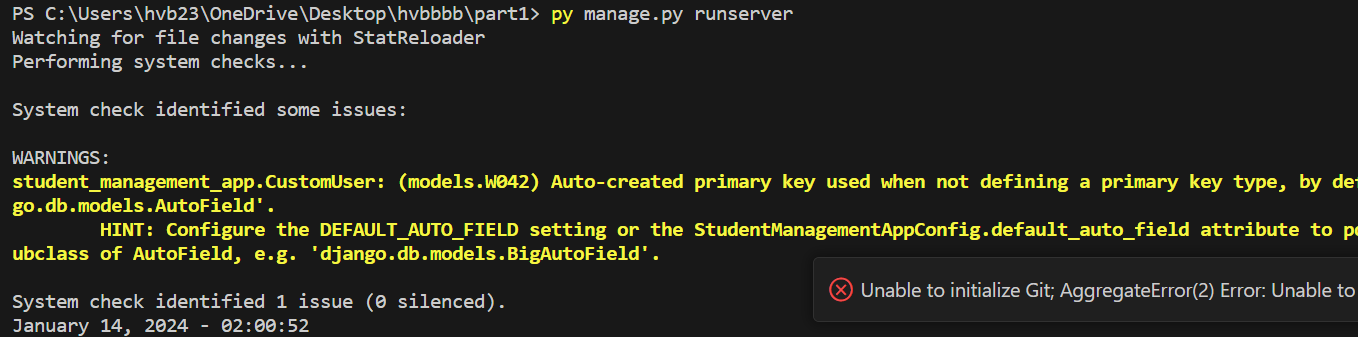 PS C:\Users\hvb23\OneDrive\Desktop\hvbbbb\part1> py manage.py runserver
Watching for file changes with StatReloader
Performing system checks...
System check identified some issues:
WARNINGS:
student_management_app.CustomUser: (models.W042) Auto-created primary key used when not defining a primary key type, by def
go.db.models.AutoField'.
HINT: Configure the DEFAULT_AUTO_FIELD setting or the StudentManagementAppConfig.default_auto_field attribute to po
ubclass of AutoField, e.g. 'django.db.models.BigAutoField'.
Unable to initialize Git; AggregateError(2) Error: Unable to
System check identified 1 issue (0 silenced).
January 14, 2024 - 02:00:52